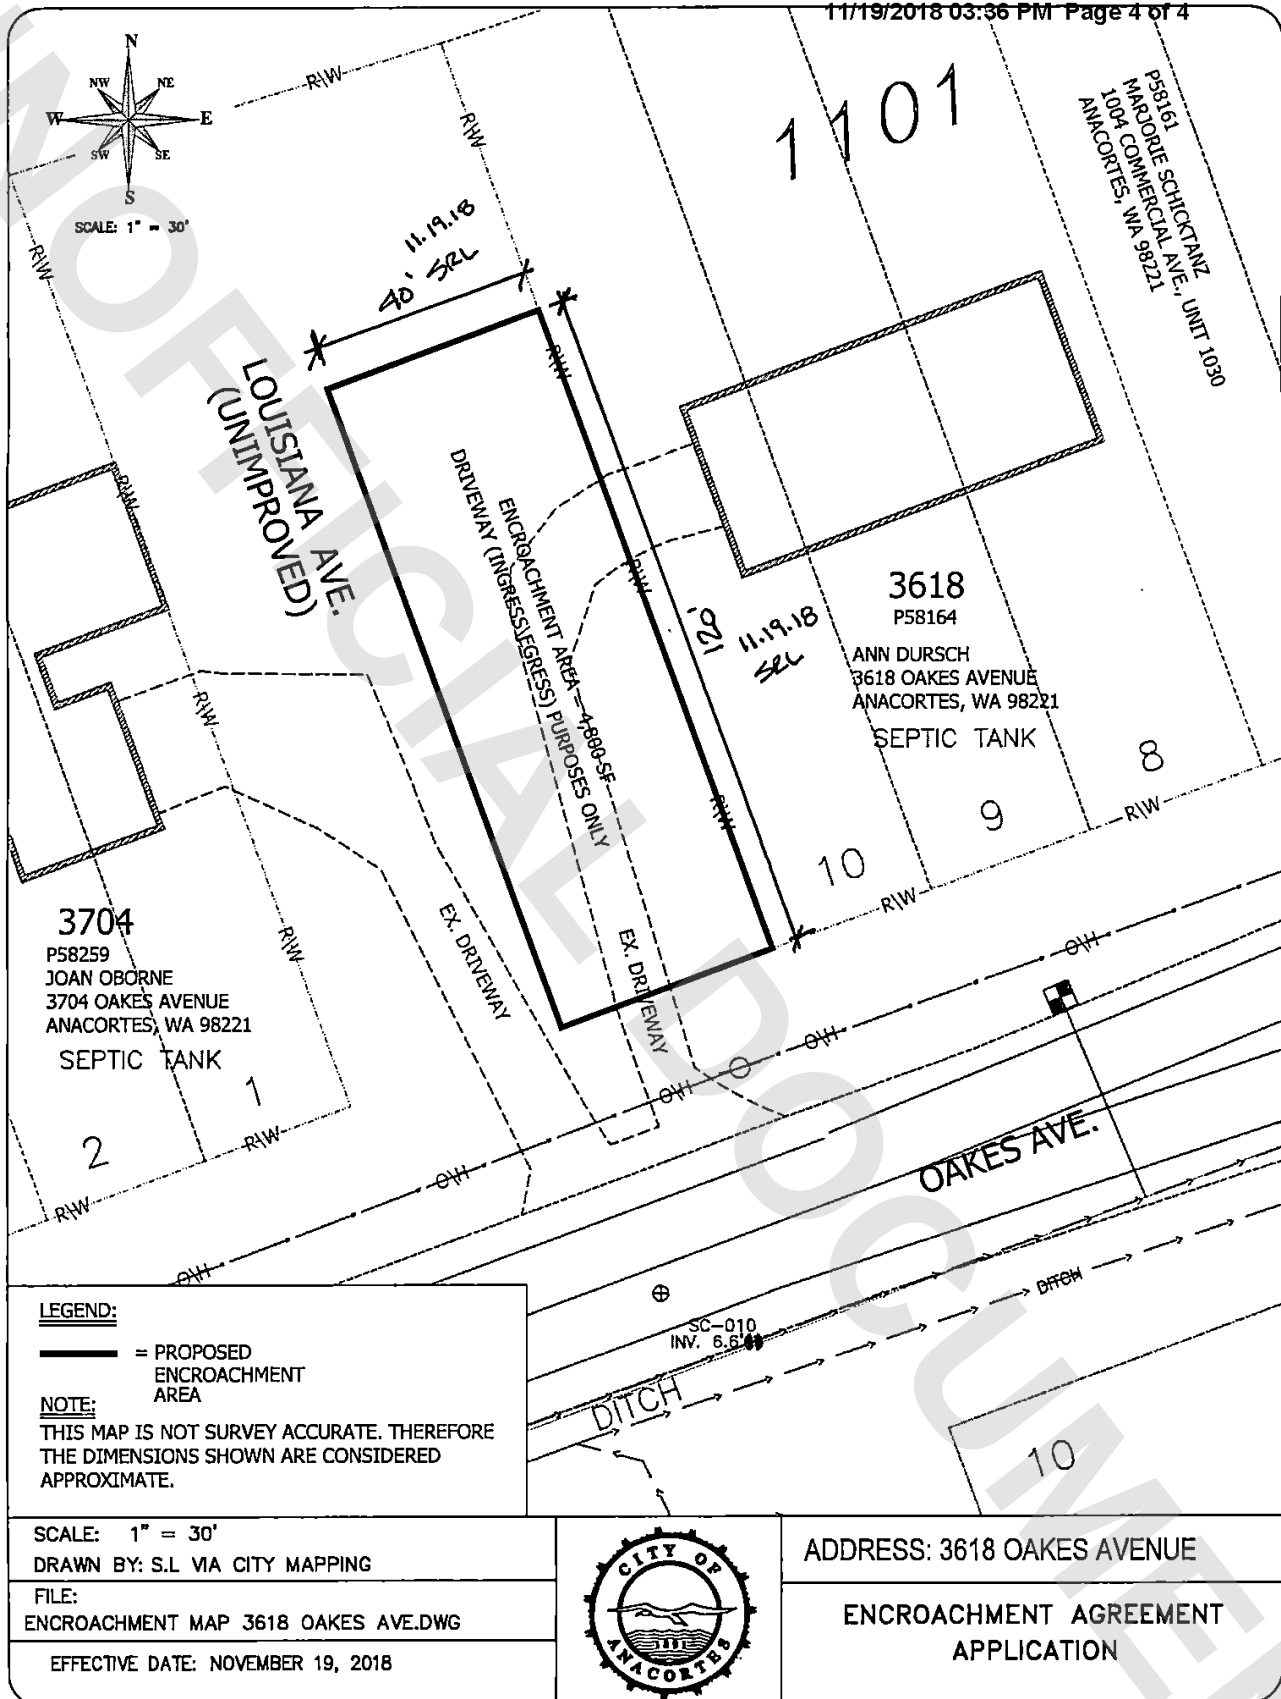 11/19/2018 03:36 PM Page 4 of 4
N
NW
NE
W
E
SW
SE
S
SCALE: 1" = 30'
R\W
R\W
R\W
1101
P58161
MARJORIE SCHICKTANZ
1004 COMMERCIAL AVE., UNIT 1030
ANACORTES, WA 98221
11.19.18
40' SRL
LOUISIANA AVE.
(UNIMPROVED)
R\W
R\W
ENCROACHMENT AREA = 4,800 SF
DRIVEWAY (INGRESS\EGRESS) PURPOSES ONLY
R\W
120'
11.19.18
SRL
3618
P58164
ANN DURSCH
3618 OAKES AVENUE
ANACORTES, WA 98221
SEPTIC TANK
R\W
R\W
8
9
10
R\W
R\W
3704
P58259
JOAN OBORNE
3704 OAKES AVENUE
ANACORTES, WA 98221
SEPTIC TANK
R\W
EX. DRIVEWAY
EX. DRIVEWAY
1
2
R\W
R\W
O\H
O\H
O\H
O\H
O\H
OAKES AVE.
DITCH
SC-010
INV. 6.6'
DITCH
10
LEGEND:
= PROPOSED
ENCROACHMENT
AREA
NOTE:
THIS MAP IS NOT SURVEY ACCURATE. THEREFORE
THE DIMENSIONS SHOWN ARE CONSIDERED
APPROXIMATE.
SCALE: 1" = 30'
DRAWN BY: S.L VIA CITY MAPPING
FILE:
ENCROACHMENT MAP 3618 OAKES AVE.DWG
EFFECTIVE DATE: NOVEMBER 19, 2018
CITY OF
1891
ANACORTES
ADDRESS: 3618 OAKES AVENUE
ENCROACHMENT AGREEMENT
APPLICATION
UNOFFICIAL DOCUMENT